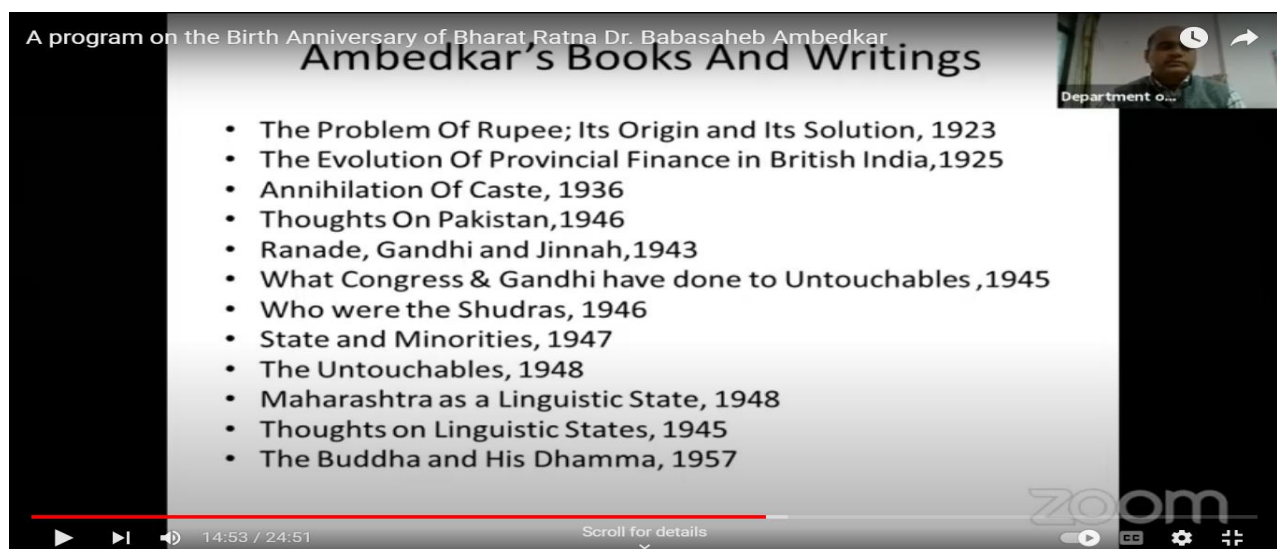 A program on the Birth Anniversary of Bharat Ratna Dr. Babasaheb Ambedkar
Ambedkar's Books And Writings
Department o...
• The Problem Of Rupee; Its Origin and Its Solution, 1923
• The Evolution Of Provincial Finance in British India,1925
• Annihilation Of Caste, 1936
• Thoughts On Pakistan,1946
• Ranade, Gandhi and Jinnah,1943
• What Congress & Gandhi have done to Untouchables ,1945
• Who were the Shudras, 1946
• State and Minorities, 1947
• The Untouchables, 1948
• Maharashtra as a Linguistic State, 1948
• Thoughts on Linguistic States, 1945
• The Buddha and His Dhamma, 1957
zoom
14:53 / 24:51
Scroll for details
CC